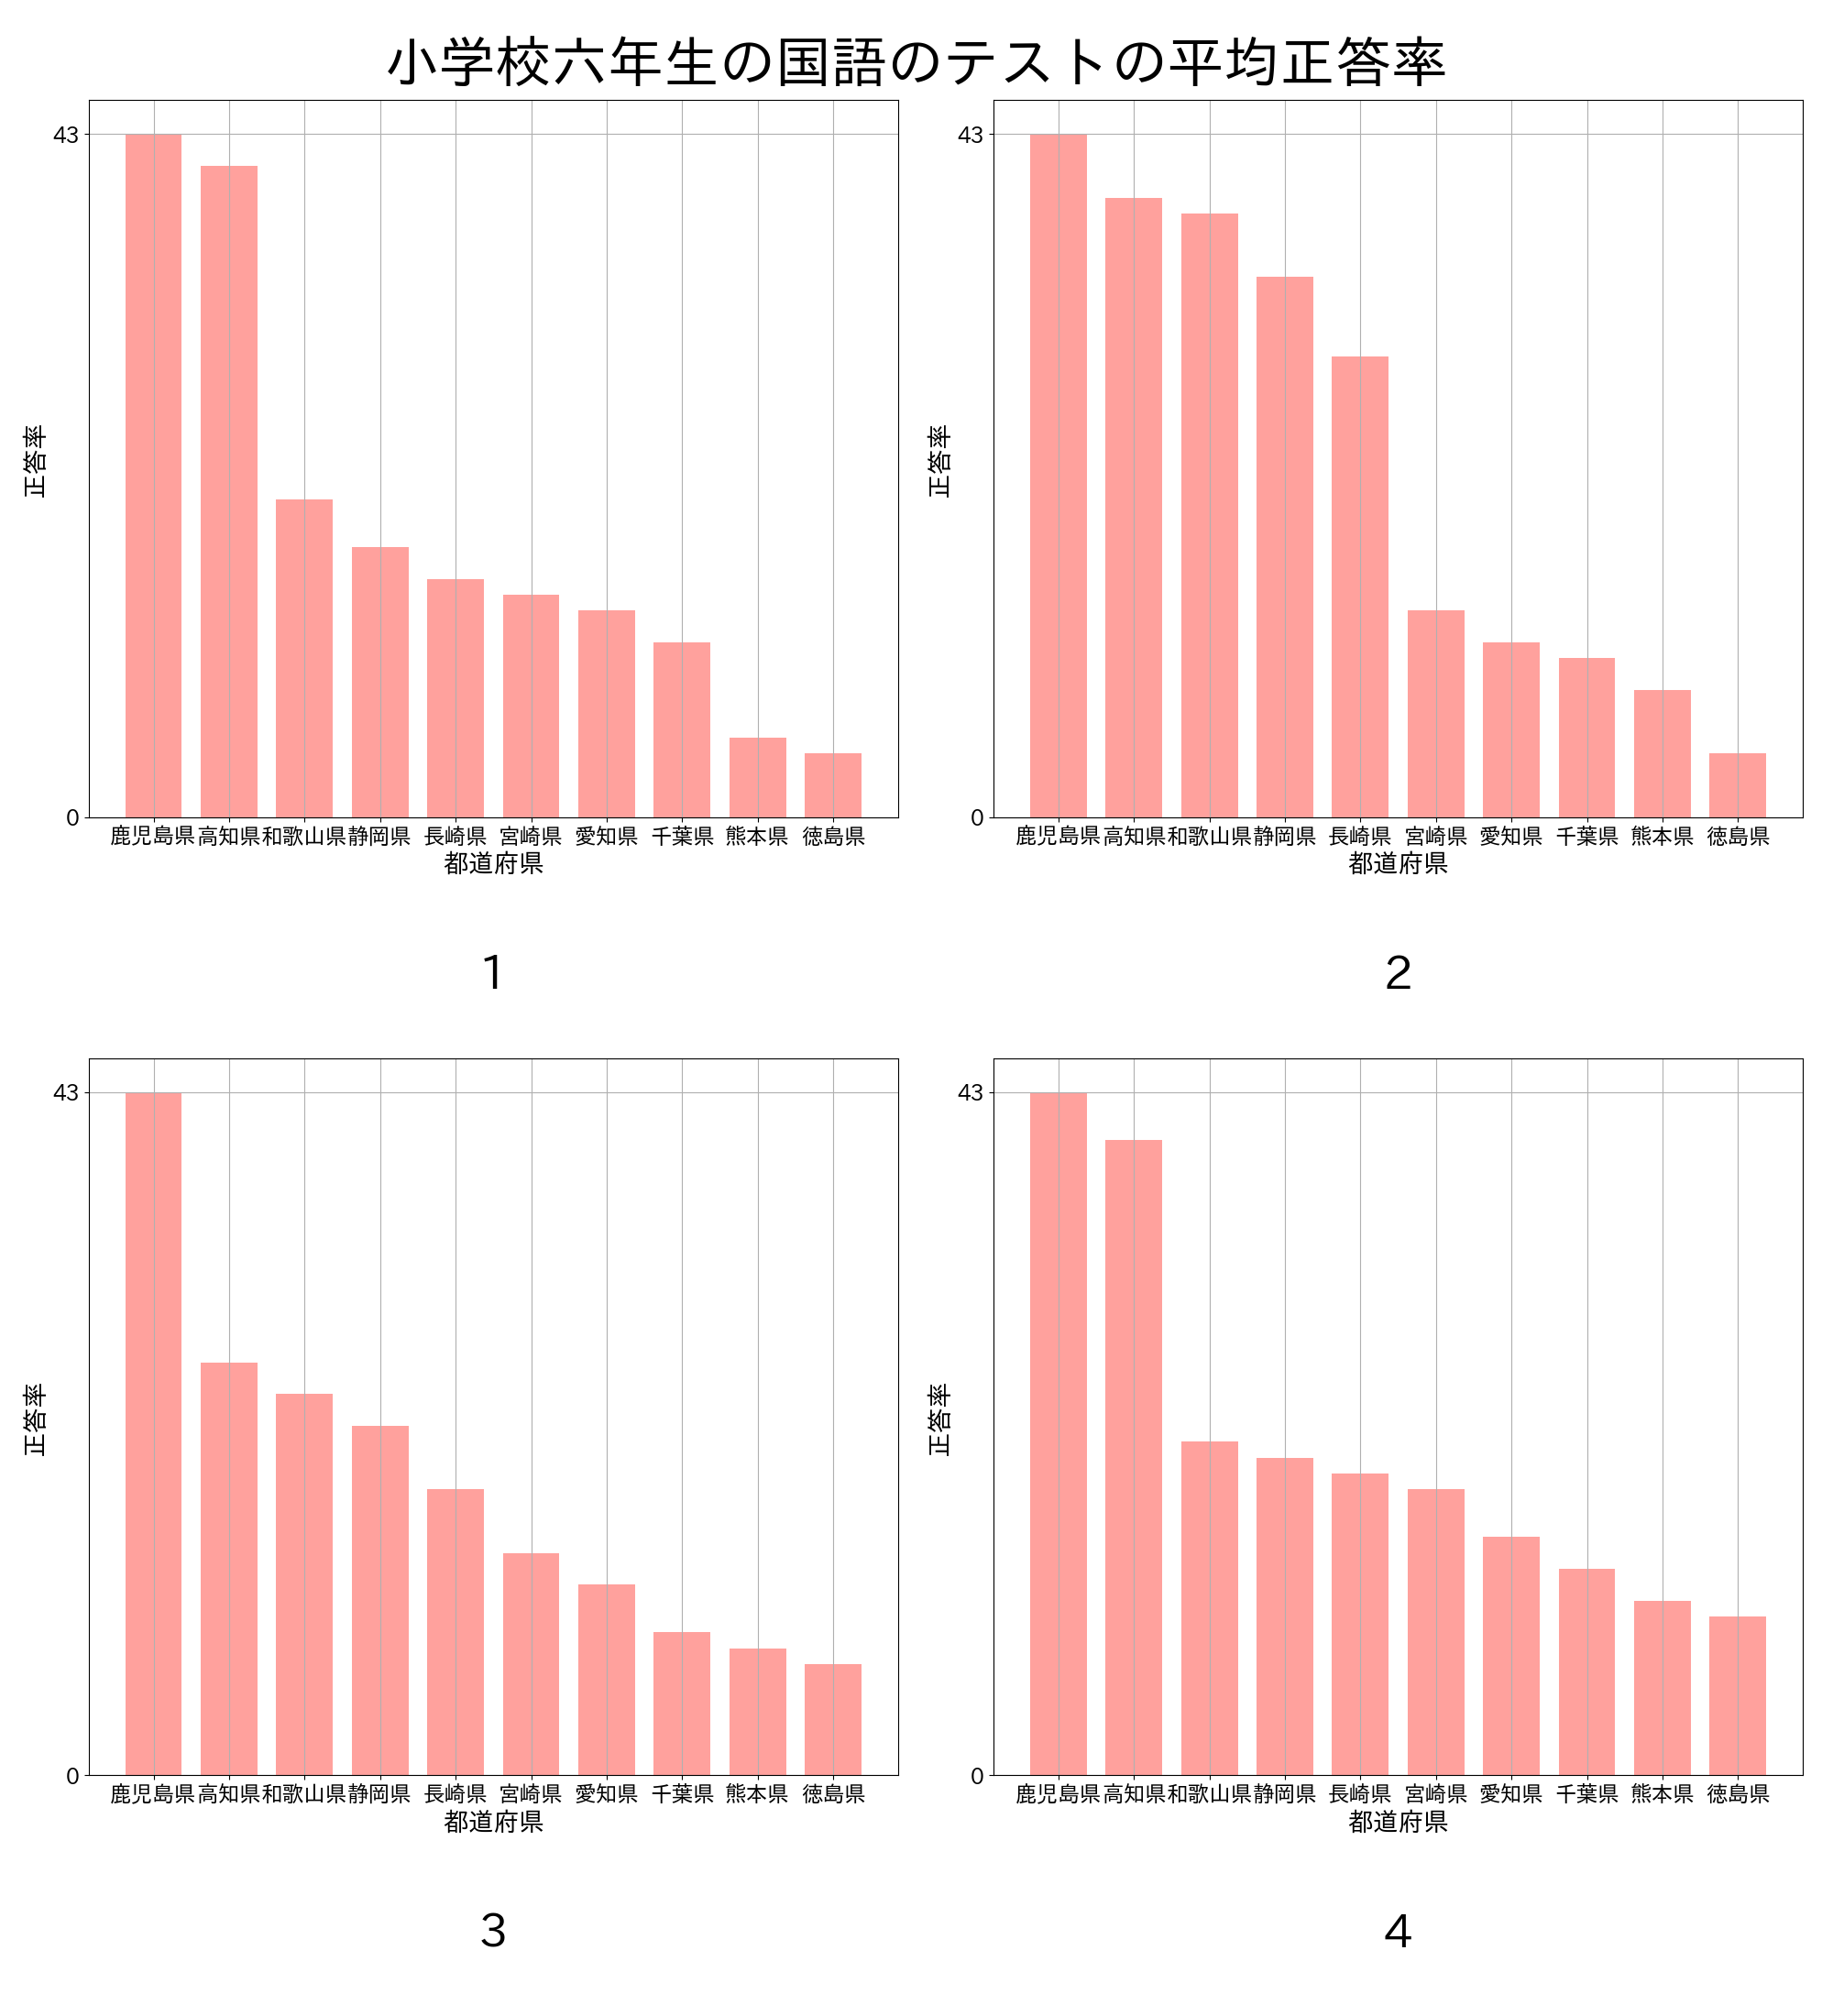 小学校六年生の国語のテストの平均正答率
43
正答率
0
鹿児島県 高知県 和歌山県 静岡県 長崎県 宮崎県 愛知県 千葉県 熊本県 徳島県
都道府県
1
43
正答率
0
鹿児島県 高知県 和歌山県 静岡県 長崎県 宮崎県 愛知県 千葉県 熊本県 徳島県
都道府県
2
43
正答率
0
鹿児島県 高知県 和歌山県 静岡県 長崎県 宮崎県 愛知県 千葉県 熊本県 徳島県
都道府県
3
43
正答率
0
鹿児島県 高知県 和歌山県 静岡県 長崎県 宮崎県 愛知県 千葉県 熊本県 徳島県
都道府県
4